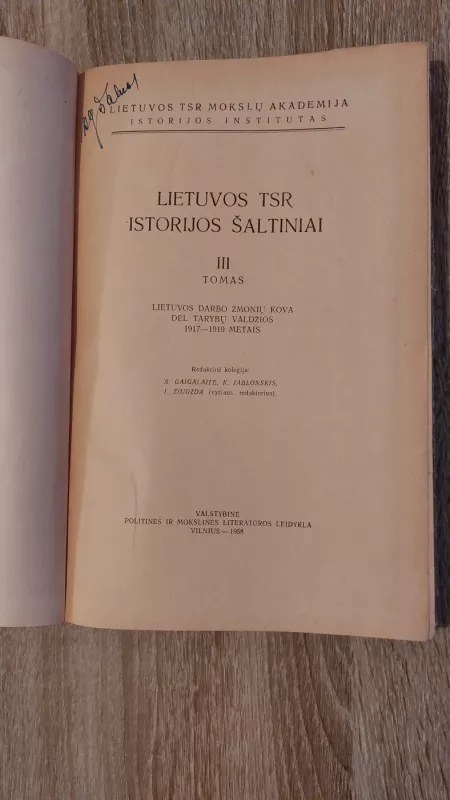 LIETUVOS TSR MOKSLŲ AKADEMIJA
ISTORIJOS INSTITUTAS
LIETUVOS TSR
ISTORIJOS ŠALTINIAI
III
TOMAS
LIETUVOS DARBO ŽMONIŲ KOVA
DĖL TARYBŲ VALDŽIOS
1917—1919 METAIS
Redakcinė kolegija:
A. GAIGALAITĖ, K. JABLONSKIS,
J. ŽIUGŽDA (vyriaus. redaktorius).
VALSTYBINĖ
POLITINĖS IR MOKSLINĖS LITERATŪROS LEIDYKLA
VILNIUS — 1958